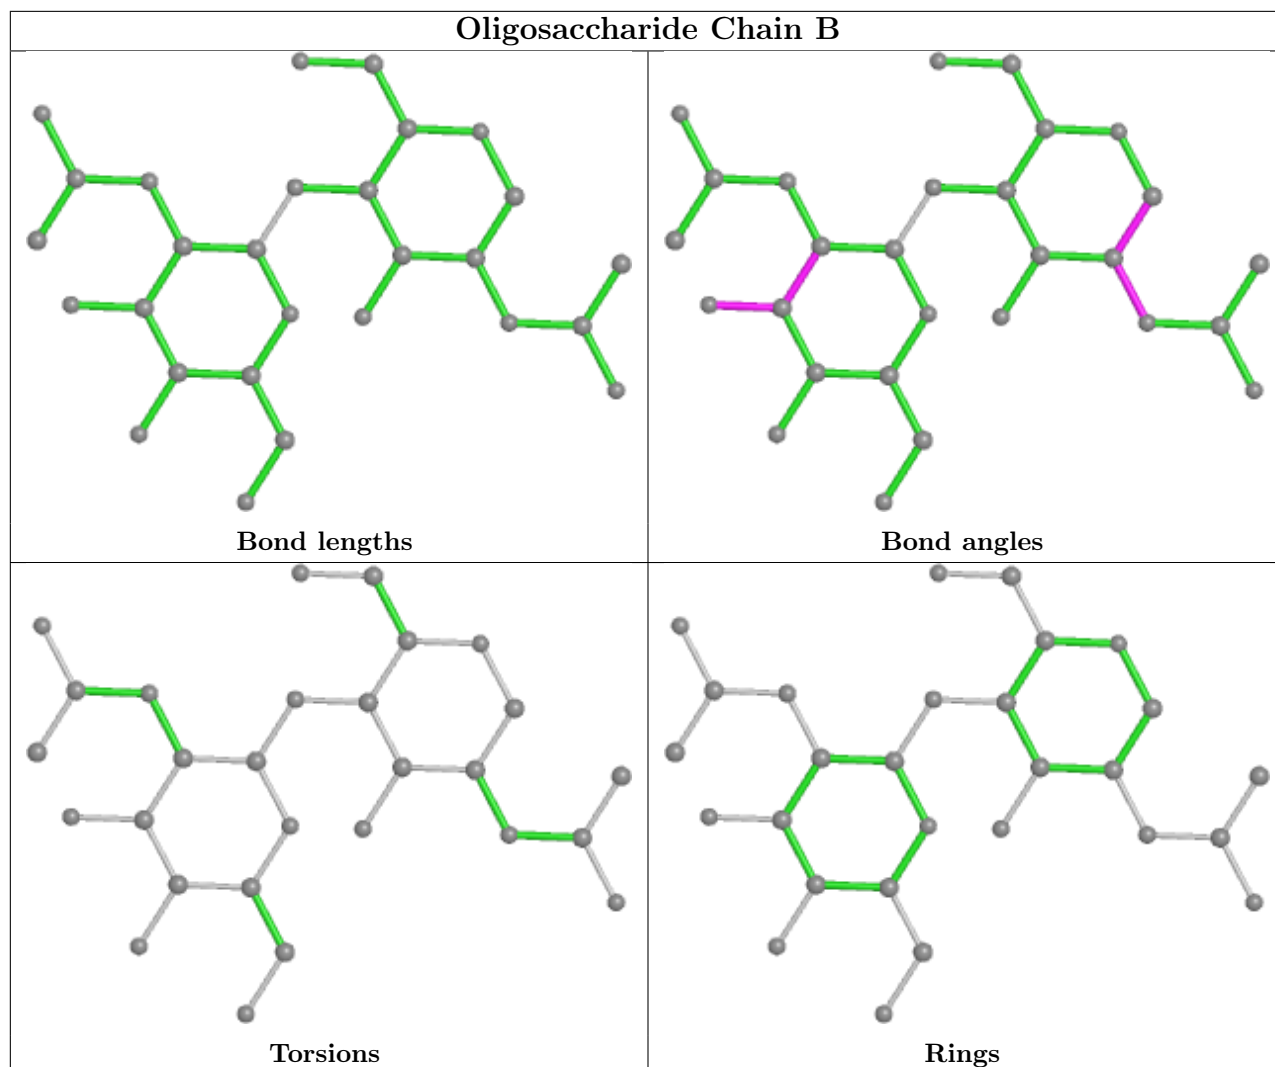 Oligosaccharide Chain B
Bond lengths
Bond angles
Torsions
Rings